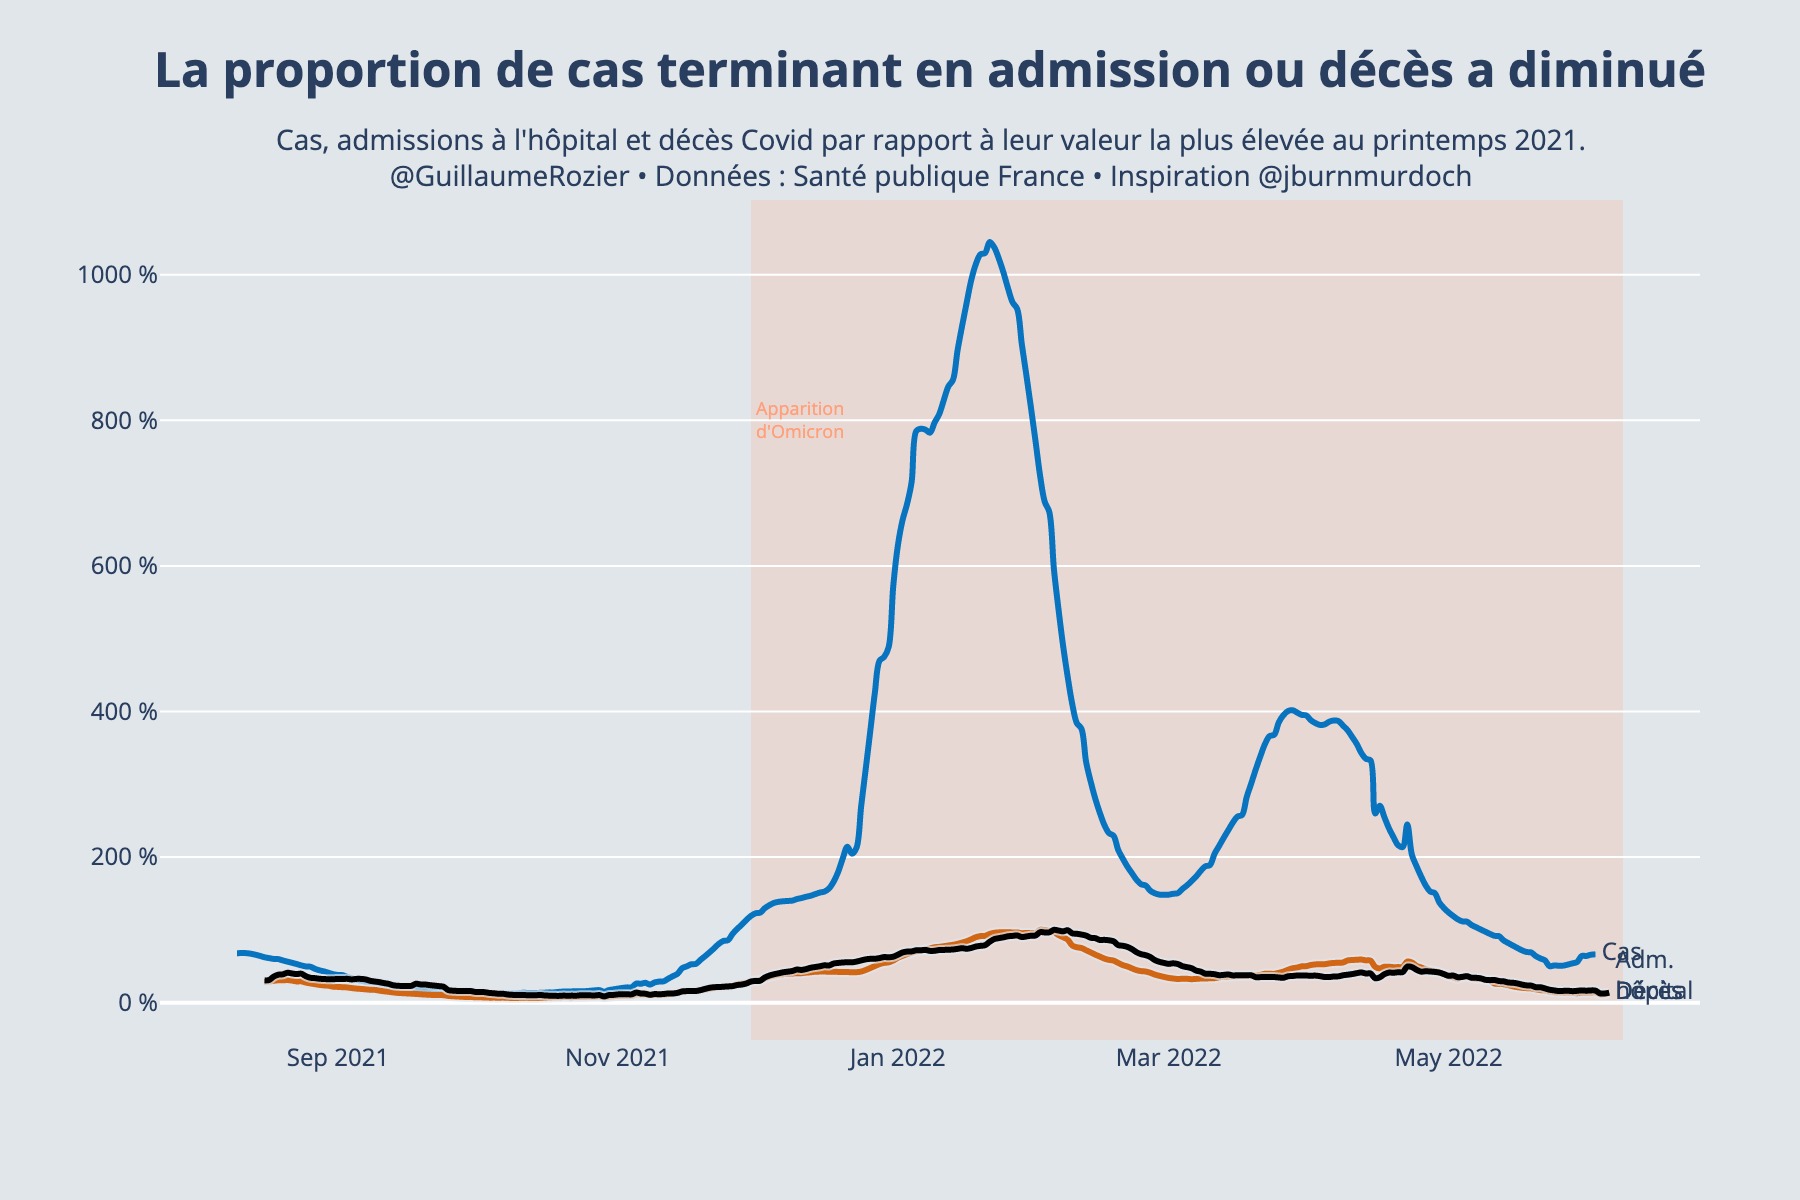 La proportion de cas terminant en admission ou décès a diminué
Cas, admissions à l'hôpital et décès Covid par rapport à leur valeur la plus élevée au printemps 2021.
@GuillaumeRozier • Données : Santé publique France • Inspiration @jburnmurdoch
1000 %
800 %
600 %
400 %
200 %
0 %
Apparition
d'Omicron
Cas
Adm.
hôpital
Décès
Sep 2021
Nov 2021
Jan 2022
Mar 2022
May 2022